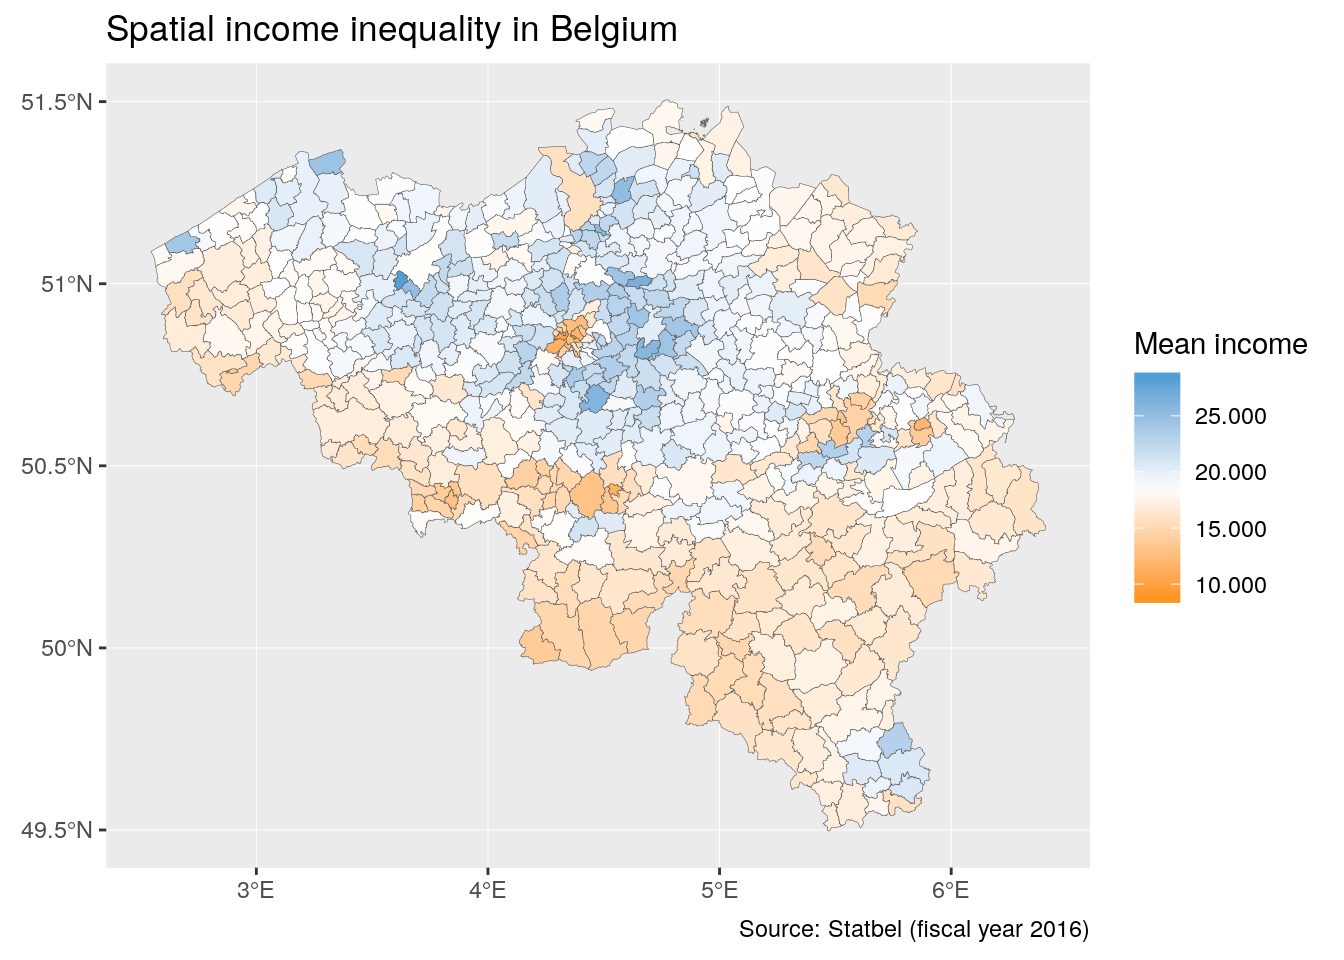 Spatial income inequality in Belgium
51.5°N
51°N
50.5°N
50°N
49.5°N
3°E
4°E
5°E
6°E
Mean income
25.000
20.000
15.000
10.000
Source: Statbel (fiscal year 2016)